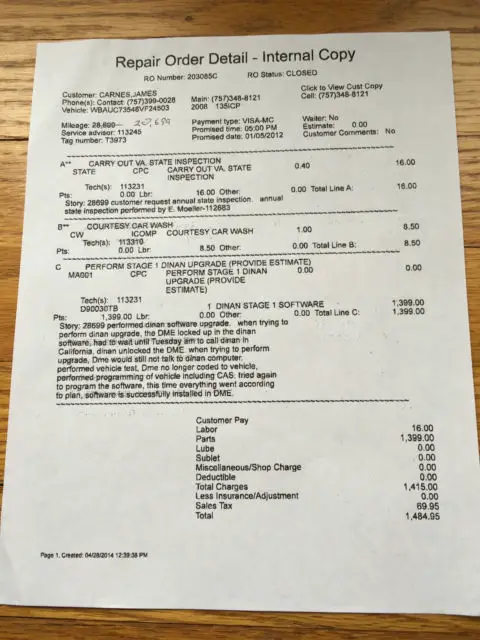 Repair Order Detail - Internal Copy
RO Number: 203085C RO Status: CLOSED
Customer: CARNES,JAMES Click to View Cust Copy
Phone(s): Contact: (757)399-0028 Main: (757)348-8121 Cell: (757)348-8121
Vehicle: WBAUC73546VF24503 2008 135ICP
Mileage: 28,699 28,699 Payment type: VISA-MC Waiter: No
Service advisor: 113245 Promised time: 05:00 PM Estimate: 0.00
Tag number: T3973 Promised date: 01/05/2012 Customer Comments: No
A** CARRY OUT VA. STATE INSPECTION
STATE CPC CARRY OUT VA. STATE INSPECTION 0.40 16.00
Tech(s): 113231
Pts: 0.00 Lbr: 16.00 Other: 0.00 Total Line A: 16.00
Story: 28699 customer request annual state inspection. annual
state inspection performed by E. Moeller-112683
B** COURTESY CAR WASH
CW ICOMP COURTESY CAR WASH 1.00 8.50
Tech(s): 113310
Pts: 0.00 Lbr: 8.50 Other: 0.00 Total Line B: 8.50
C PERFORM STAGE 1 DINAN UPGRADE (PROVIDE ESTIMATE)
MA001 CPC PERFORM STAGE 1 DINAN UPGRADE (PROVIDE ESTIMATE) 0.00 0.00
Tech(s): 113231
D90030TB 1 DINAN STAGE 1 SOFTWARE 1,399.00
Pts: 1,399.00 Lbr: 0.00 Other: 0.00 Total Line C: 1,399.00
Story: 28699 performed dinan software upgrade. when trying to
perform dinan upgrade, the DME locked up in the dinan
software, had to wait until Tuesday am to call dinan in
California. dinan unlocked the DME. when trying to perform
upgrade, Dme would still not talk to dinan computer.
performed vehicle test, Dme no longer coded to vehicle,
performed programming of vehicle including CAS; tried again
to program the software, this time everything went according
to plan, software is successfully installed in DME.
Customer Pay
Labor 16.00
Parts 1,399.00
Lube 0.00
Sublet 0.00
Miscellaneous/Shop Charge 0.00
Deductible 0.00
Total Charges 1,415.00
Less Insurance/Adjustment 0.00
Sales Tax 69.95
Total 1,484.95
Page 1. Created: 04/28/2014 12:39:38 PM